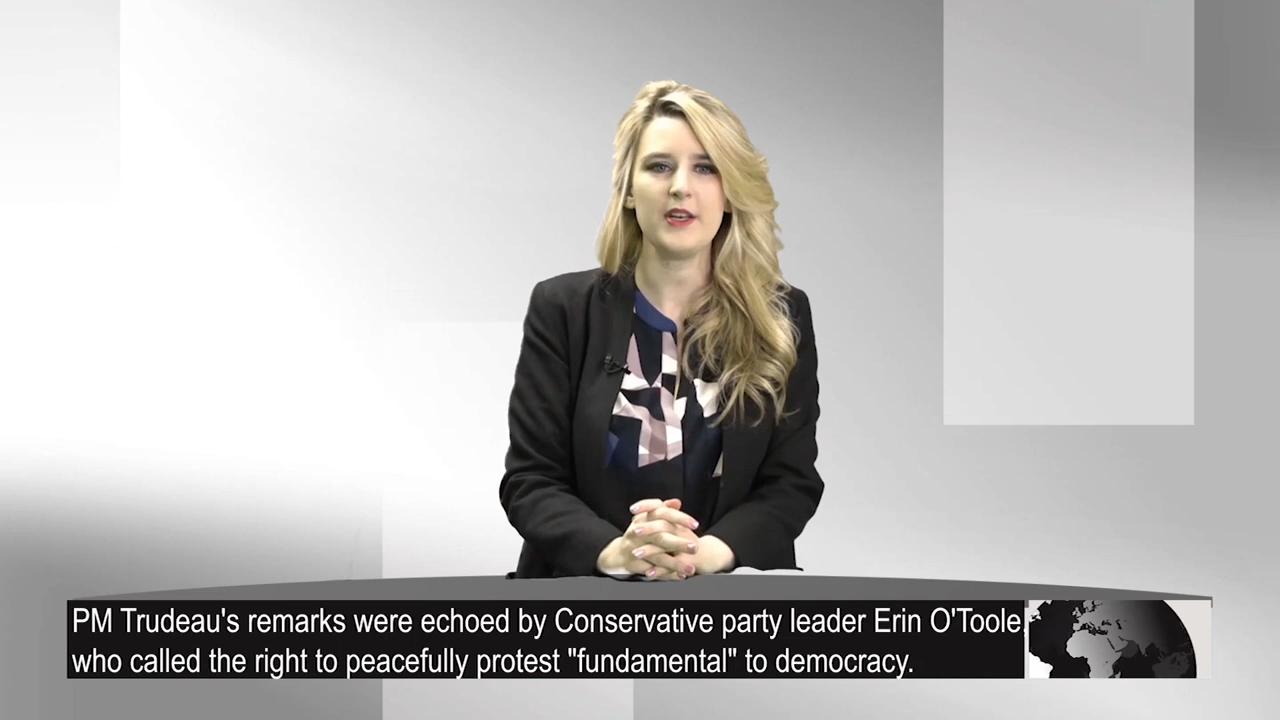 PM Trudeau's remarks were echoed by Conservative party leader Erin O'Toole,
who called the right to peacefully protest "fundamental" to democracy.